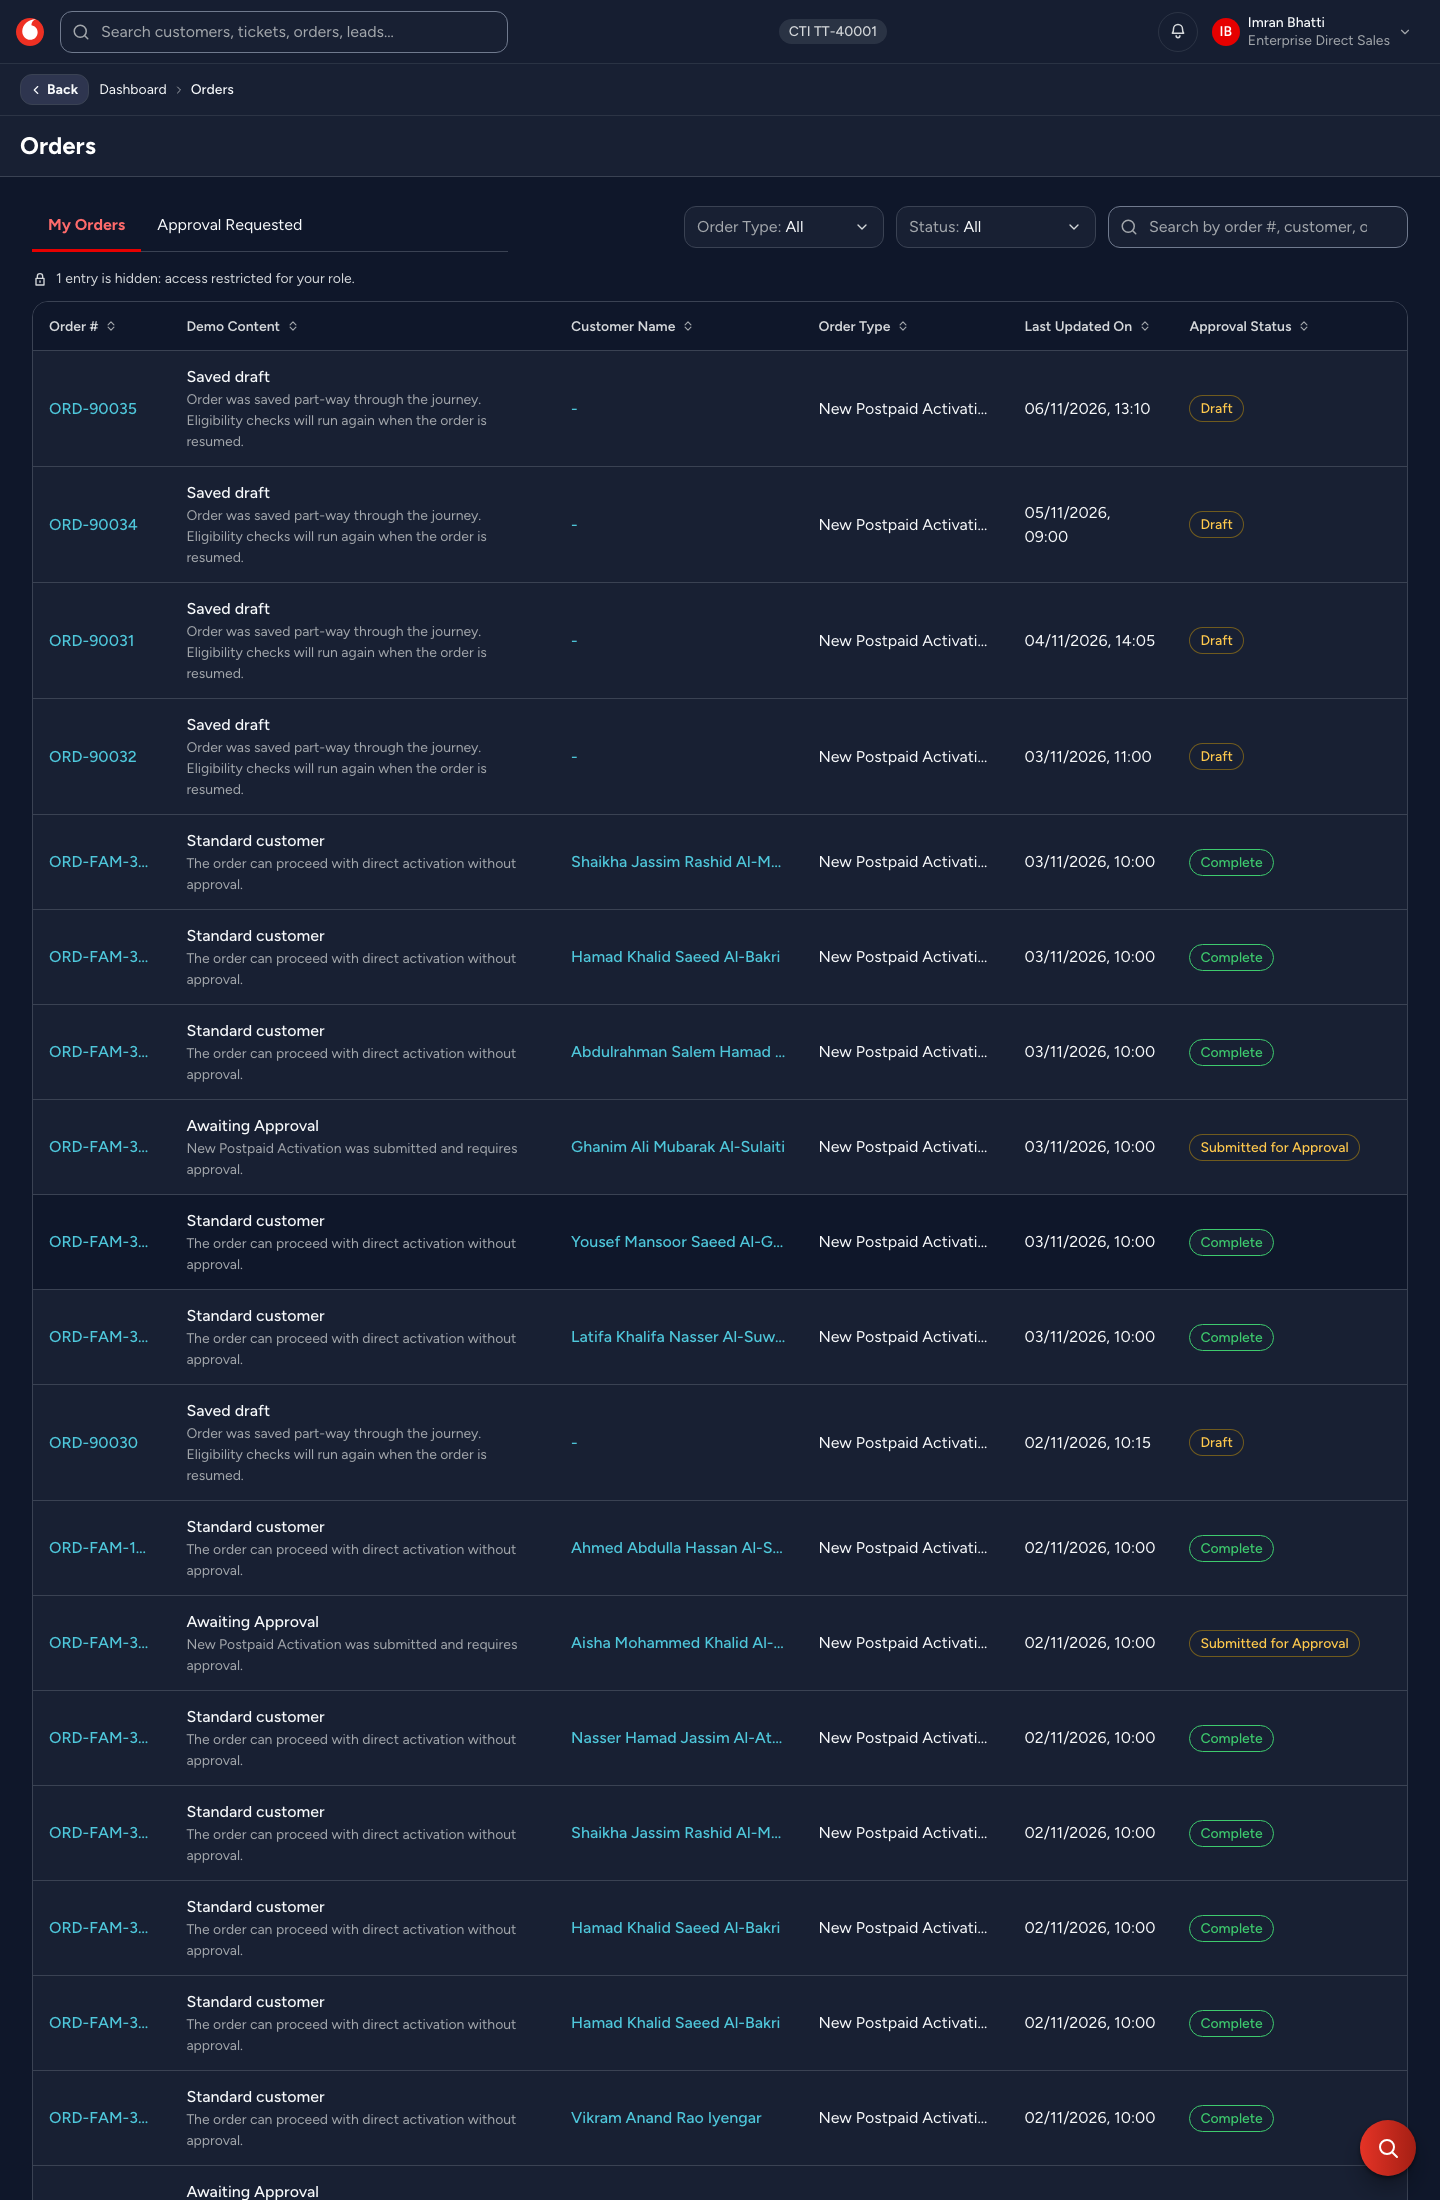 Search customers, tickets, orders, leads...
CTI TT-40001
IB
Imran Bhatti
Enterprise Direct Sales
Back
Dashboard
Orders
Orders
My Orders
Approval Requested
Order Type: All
Status: All
Search by order #, customer, c
1 entry is hidden: access restricted for your role.
Order #
Demo Content
Customer Name
Order Type
Last Updated On
Approval Status
ORD-90035
Saved draft
Order was saved part-way through the journey.
Eligibility checks will run again when the order is
resumed.
-
New Postpaid Activati...
06/11/2026, 13:10
Draft
ORD-90034
Saved draft
Order was saved part-way through the journey.
Eligibility checks will run again when the order is
resumed.
-
New Postpaid Activati...
05/11/2026,
09:00
Draft
ORD-90031
Saved draft
Order was saved part-way through the journey.
Eligibility checks will run again when the order is
resumed.
-
New Postpaid Activati...
04/11/2026, 14:05
Draft
ORD-90032
Saved draft
Order was saved part-way through the journey.
Eligibility checks will run again when the order is
resumed.
-
New Postpaid Activati...
03/11/2026, 11:00
Draft
ORD-FAM-3...
Standard customer
The order can proceed with direct activation without
approval.
Shaikha Jassim Rashid Al-M...
New Postpaid Activati...
03/11/2026, 10:00
Complete
ORD-FAM-3...
Standard customer
The order can proceed with direct activation without
approval.
Hamad Khalid Saeed Al-Bakri
New Postpaid Activati...
03/11/2026, 10:00
Complete
ORD-FAM-3...
Standard customer
The order can proceed with direct activation without
approval.
Abdulrahman Salem Hamad ...
New Postpaid Activati...
03/11/2026, 10:00
Complete
ORD-FAM-3...
Awaiting Approval
New Postpaid Activation was submitted and requires
approval.
Ghanim Ali Mubarak Al-Sulaiti
New Postpaid Activati...
03/11/2026, 10:00
Submitted for Approval
ORD-FAM-3...
Standard customer
The order can proceed with direct activation without
approval.
Yousef Mansoor Saeed Al-G...
New Postpaid Activati...
03/11/2026, 10:00
Complete
ORD-FAM-3...
Standard customer
The order can proceed with direct activation without
approval.
Latifa Khalifa Nasser Al-Suw...
New Postpaid Activati...
03/11/2026, 10:00
Complete
ORD-90030
Saved draft
Order was saved part-way through the journey.
Eligibility checks will run again when the order is
resumed.
-
New Postpaid Activati...
02/11/2026, 10:15
Draft
ORD-FAM-1...
Standard customer
The order can proceed with direct activation without
approval.
Ahmed Abdulla Hassan Al-S...
New Postpaid Activati...
02/11/2026, 10:00
Complete
ORD-FAM-3...
Awaiting Approval
New Postpaid Activation was submitted and requires
approval.
Aisha Mohammed Khalid Al-...
New Postpaid Activati...
02/11/2026, 10:00
Submitted for Approval
ORD-FAM-3...
Standard customer
The order can proceed with direct activation without
approval.
Nasser Hamad Jassim Al-At...
New Postpaid Activati...
02/11/2026, 10:00
Complete
ORD-FAM-3...
Standard customer
The order can proceed with direct activation without
approval.
Shaikha Jassim Rashid Al-M...
New Postpaid Activati...
02/11/2026, 10:00
Complete
ORD-FAM-3...
Standard customer
The order can proceed with direct activation without
approval.
Hamad Khalid Saeed Al-Bakri
New Postpaid Activati...
02/11/2026, 10:00
Complete
ORD-FAM-3...
Standard customer
The order can proceed with direct activation without
approval.
Hamad Khalid Saeed Al-Bakri
New Postpaid Activati...
02/11/2026, 10:00
Complete
ORD-FAM-3...
Standard customer
The order can proceed with direct activation without
approval.
Vikram Anand Rao Iyengar
New Postpaid Activati...
02/11/2026, 10:00
Complete
Awaiting Approval